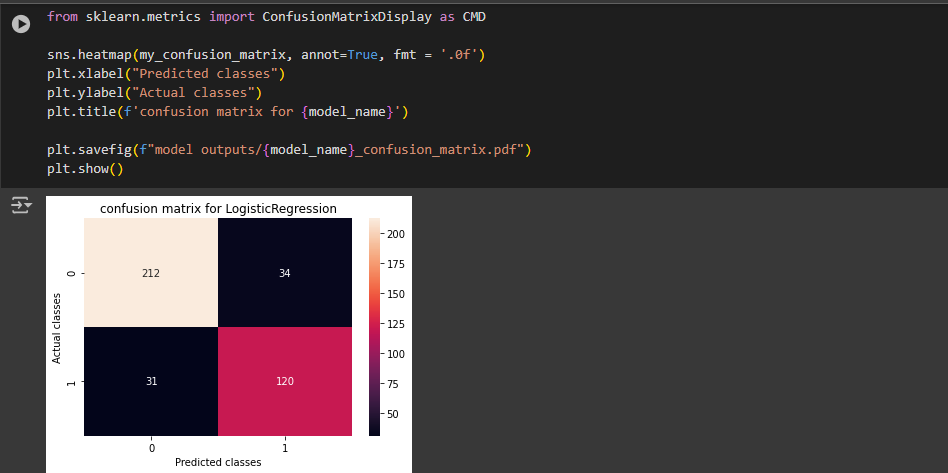 from sklearn.metrics import ConfusionMatrixDisplay as CMD
sns.heatmap(my_confusion_matrix, annot=True, fmt = '.0f')
plt.xlabel("Predicted classes")
plt.ylabel("Actual classes")
plt.title(f'confusion matrix for {model_name}')
plt.savefig(f"model outputs/{model_name}_confusion_matrix.pdf")
plt.show()
confusion matrix for LogisticRegression
212 34
31 120
0
1
Actual classes
0 1
Predicted classes
200
175
150
125
100
75
50